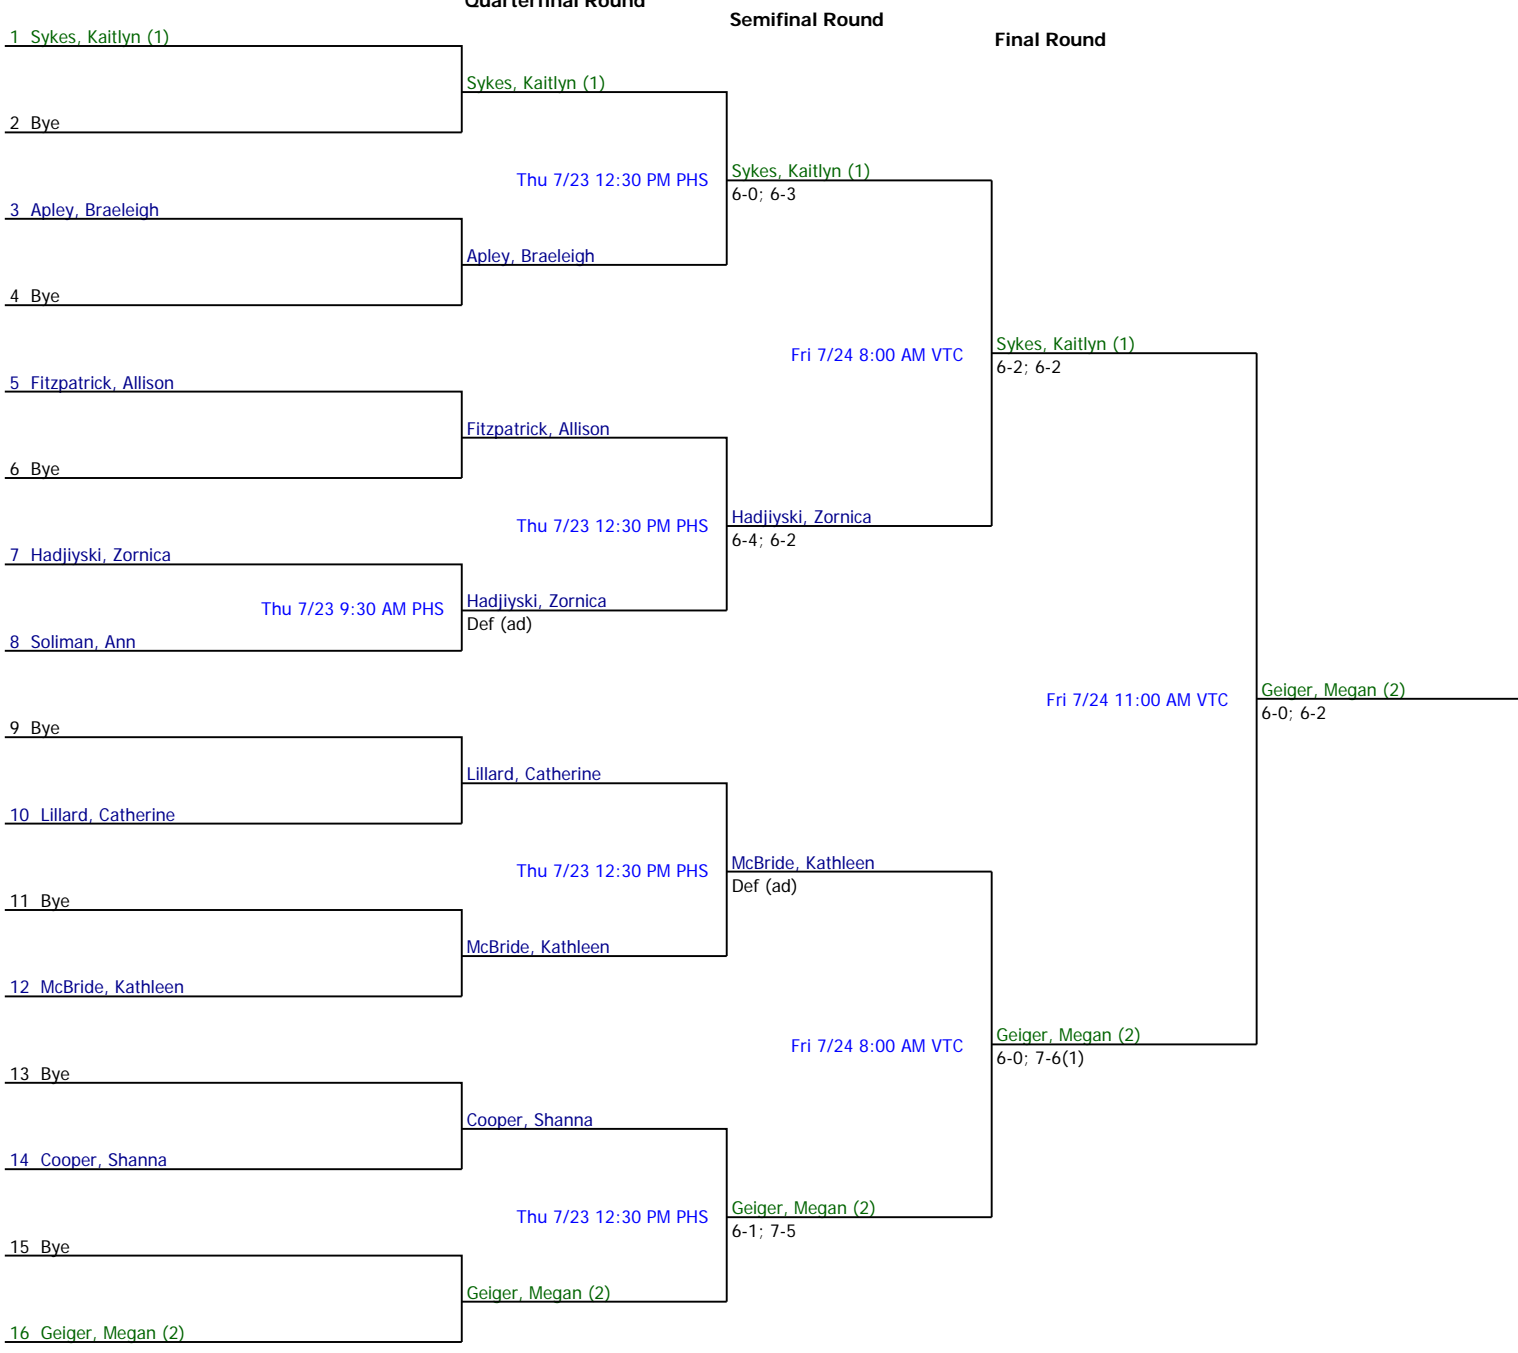 Quarterfinal Round
Semifinal Round
Final Round
1 Sykes, Kaitlyn (1)
Sykes, Kaitlyn (1)
2 Bye
Thu 7/23 12:30 PM PHS
Sykes, Kaitlyn (1)
6-0; 6-3
3 Apley, Braeleigh
Apley, Braeleigh
4 Bye
Fri 7/24 8:00 AM VTC
Sykes, Kaitlyn (1)
6-2; 6-2
5 Fitzpatrick, Allison
Fitzpatrick, Allison
6 Bye
Thu 7/23 12:30 PM PHS
Hadjiyski, Zornica
6-4; 6-2
7 Hadjiyski, Zornica
Thu 7/23 9:30 AM PHS
Hadjiyski, Zornica
Def (ad)
8 Soliman, Ann
Fri 7/24 11:00 AM VTC
Geiger, Megan (2)
6-0; 6-2
9 Bye
Lillard, Catherine
10 Lillard, Catherine
Thu 7/23 12:30 PM PHS
McBride, Kathleen
Def (ad)
11 Bye
McBride, Kathleen
12 McBride, Kathleen
Fri 7/24 8:00 AM VTC
Geiger, Megan (2)
6-0; 7-6(1)
13 Bye
Cooper, Shanna
14 Cooper, Shanna
Thu 7/23 12:30 PM PHS
Geiger, Megan (2)
6-1; 7-5
15 Bye
Geiger, Megan (2)
16 Geiger, Megan (2)